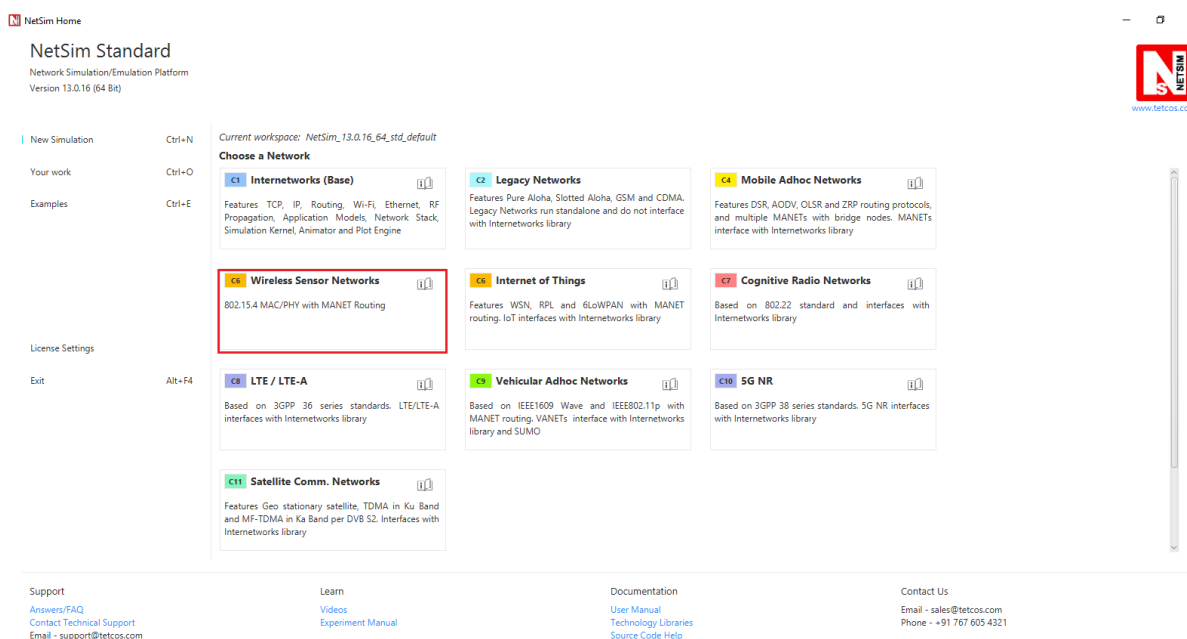 NetSim Home
NetSim Standard
Network Simulation/Emulation Platform
Version 13.0.16 (64 Bit)
NETSIM
www.tetcos.co
New Simulation Ctrl+N
Your work Ctrl+O
Examples Ctrl+E
License Settings
Exit Alt+F4
Current workspace: NetSim_13.0.16_64_std_default
Choose a Network
C1 Internetworks (Base)
Features TCP, IP, Routing, Wi-Fi, Ethernet, RF
Propagation, Application Models, Network Stack,
Simulation Kernel, Animator and Plot Engine
C2 Legacy Networks
Features Pure Aloha, Slotted Aloha, GSM and CDMA.
Legacy Networks run standalone and do not interface
with Internetworks library
C4 Mobile Adhoc Networks
Features DSR, AODV, OLSR and ZRP routing protocols,
and multiple MANETs with bridge nodes. MANETs
interface with Internetworks library
C6 Wireless Sensor Networks
802.15.4 MAC/PHY with MANET Routing
C6 Internet of Things
Features WSN, RPL and 6LoWPAN with MANET
routing. IoT interfaces with Internetworks library
C7 Cognitive Radio Networks
Based on 802.22 standard and interfaces with
Internetworks library
C8 LTE / LTE-A
Based on 3GPP 36 series standards. LTE/LTE-A
interfaces with Internetworks library
C9 Vehicular Adhoc Networks
Based on IEEE1609 Wave and IEEE802.11p with
MANET routing. VANETs interface with Internetworks
library and SUMO
C10 5G NR
Based on 3GPP 38 series standards. 5G NR interfaces
with Internetworks library
C11 Satellite Comm. Networks
Features Geo stationary satellite, TDMA in Ku Band
and MF-TDMA in Ka Band per DVB S2. Interfaces with
Internetworks library
Support
Answers/FAQ
Contact Technical Support
Email - support@tetcos.com
Learn
Videos
Experiment Manual
Documentation
User Manual
Technology Libraries
Source Code Help
Contact Us
Email - sales@tetcos.com
Phone - +91 767 605 4321